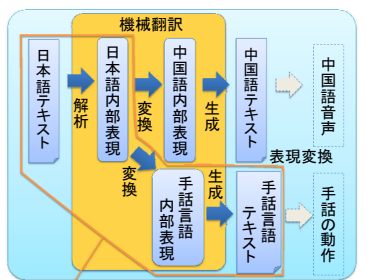 機械翻訳
日本語テキスト
解析
日本語内部表現
変換
中国語内部表現
生成
中国語テキスト
中国語音声
表現変換
変換
手話言語
内部表現
生成
手話言語
テキスト
手話の動作